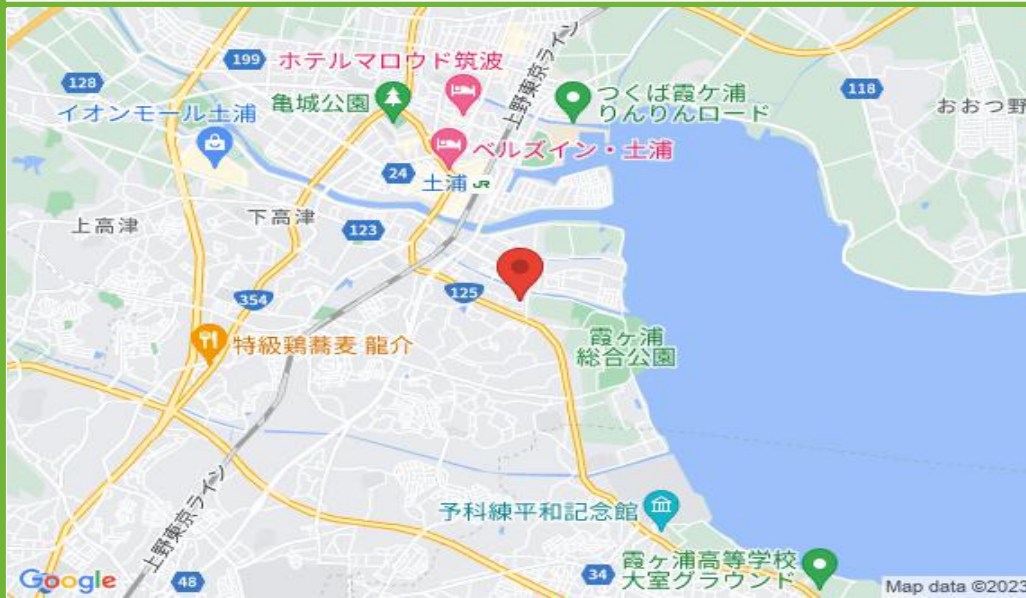 199
128
ホテルマロウド筑波
上野東京ライン
118
イオンモール土浦
亀城公園
つくば霞ケ浦
りんりんロード
おおつ野
ベルズイン・土浦
24
土浦 JR
上高津
下高津
123
354
125
特級鶏蕎麦 龍介
霞ヶ浦
総合公園
上野東京ライン
予科練平和記念館
48
34
霞ヶ浦高等学校
大室グラウンド
Google
Map data ©2023